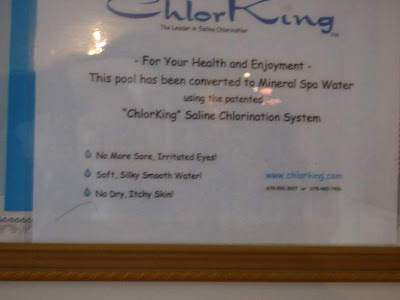 ChlorKing
The Leader in Saline Chlorination
- For Your Health and Enjoyment -
This pool has been converted to Mineral Spa Water
using the patented
"ChlorKing" Saline Chlorination System
No More Sore, Irritated Eyes!
Soft, Silky Smooth Water!
www.chlorking.com
No Dry, Itchy Skin!